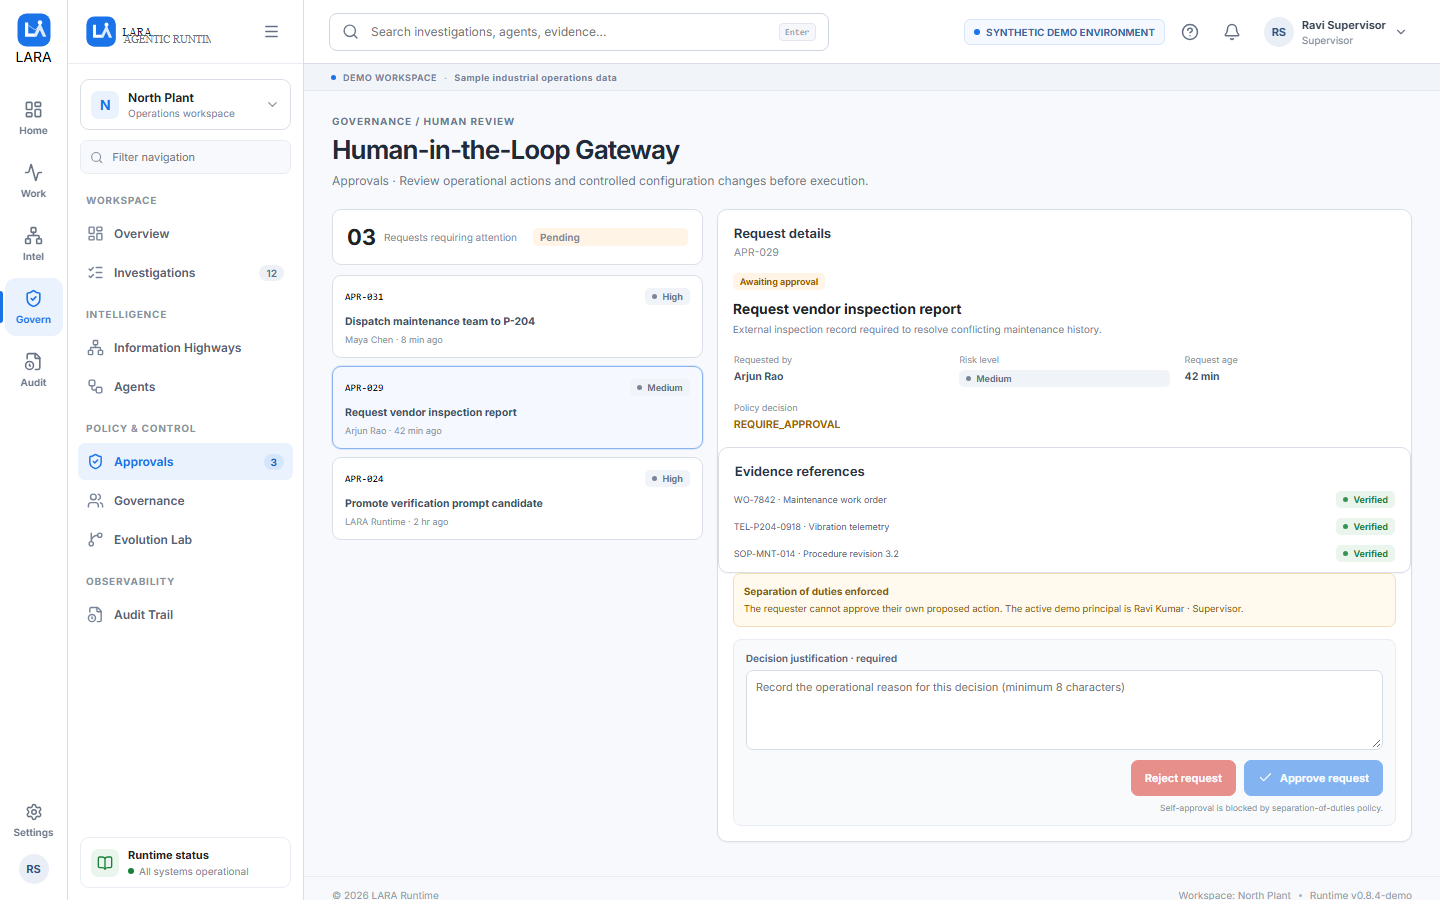 LARA
Home
Work
Intel
Govern
Audit
Settings
RS
LARA
AGENTIC RUNTIM
N
North Plant
Operations workspace
Filter navigation
WORKSPACE
Overview
Investigations 12
INTELLIGENCE
Information Highways
Agents
POLICY & CONTROL
Approvals 3
Governance
Evolution Lab
OBSERVABILITY
Audit Trail
Runtime status
All systems operational
Search investigations, agents, evidence... Enter
SYNTHETIC DEMO ENVIRONMENT
RS
Ravi Supervisor
Supervisor
DEMO WORKSPACE · Sample industrial operations data
GOVERNANCE / HUMAN REVIEW
Human-in-the-Loop Gateway
Approvals · Review operational actions and controlled configuration changes before execution.
03 Requests requiring attention Pending
APR-031 High
Dispatch maintenance team to P-204
Maya Chen · 8 min ago
APR-029 Medium
Request vendor inspection report
Arjun Rao · 42 min ago
APR-024 High
Promote verification prompt candidate
LARA Runtime · 2 hr ago
Request details
APR-029
Awaiting approval
Request vendor inspection report
External inspection record required to resolve conflicting maintenance history.
Requested by Risk level Request age
Arjun Rao Medium 42 min
Policy decision
REQUIRE_APPROVAL
Evidence references
WO-7842 · Maintenance work order Verified
TEL-P204-0918 · Vibration telemetry Verified
SOP-MNT-014 · Procedure revision 3.2 Verified
Separation of duties enforced
The requester cannot approve their own proposed action. The active demo principal is Ravi Kumar · Supervisor.
Decision justification · required
Record the operational reason for this decision (minimum 8 characters)
Reject request Approve request
Self-approval is blocked by separation-of-duties policy.
© 2026 LARA Runtime
Workspace: North Plant • Runtime v0.8.4-demo